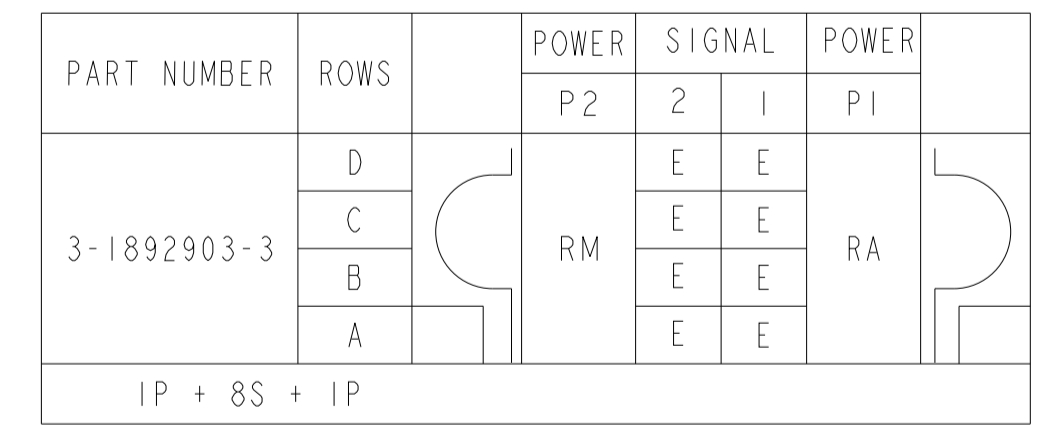 PART NUMBER ROWS POWER SIGNAL POWER
P2 2 1 P1
D E E
C E E
3-1892903-3 RM RA
B E E
A E E
1P + 8S + 1P